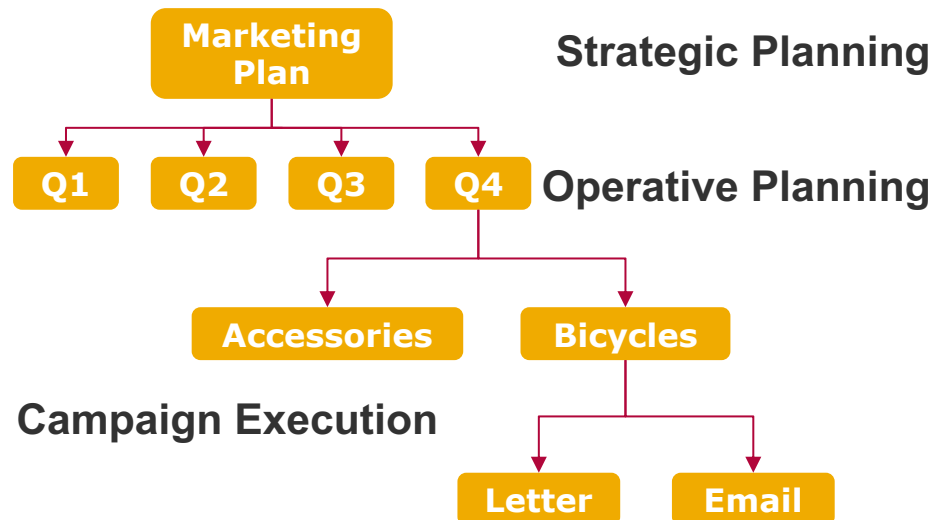 Marketing
Plan
Strategic Planning
Q1 Q2 Q3 Q4
Operative Planning
Accessories Bicycles
Campaign Execution
Letter Email